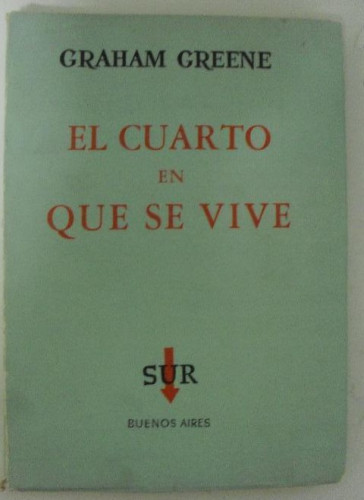 GRAHAM GREENE
EL CUARTO
EN
QUE SE VIVE
SUR
BUENOS AIRES